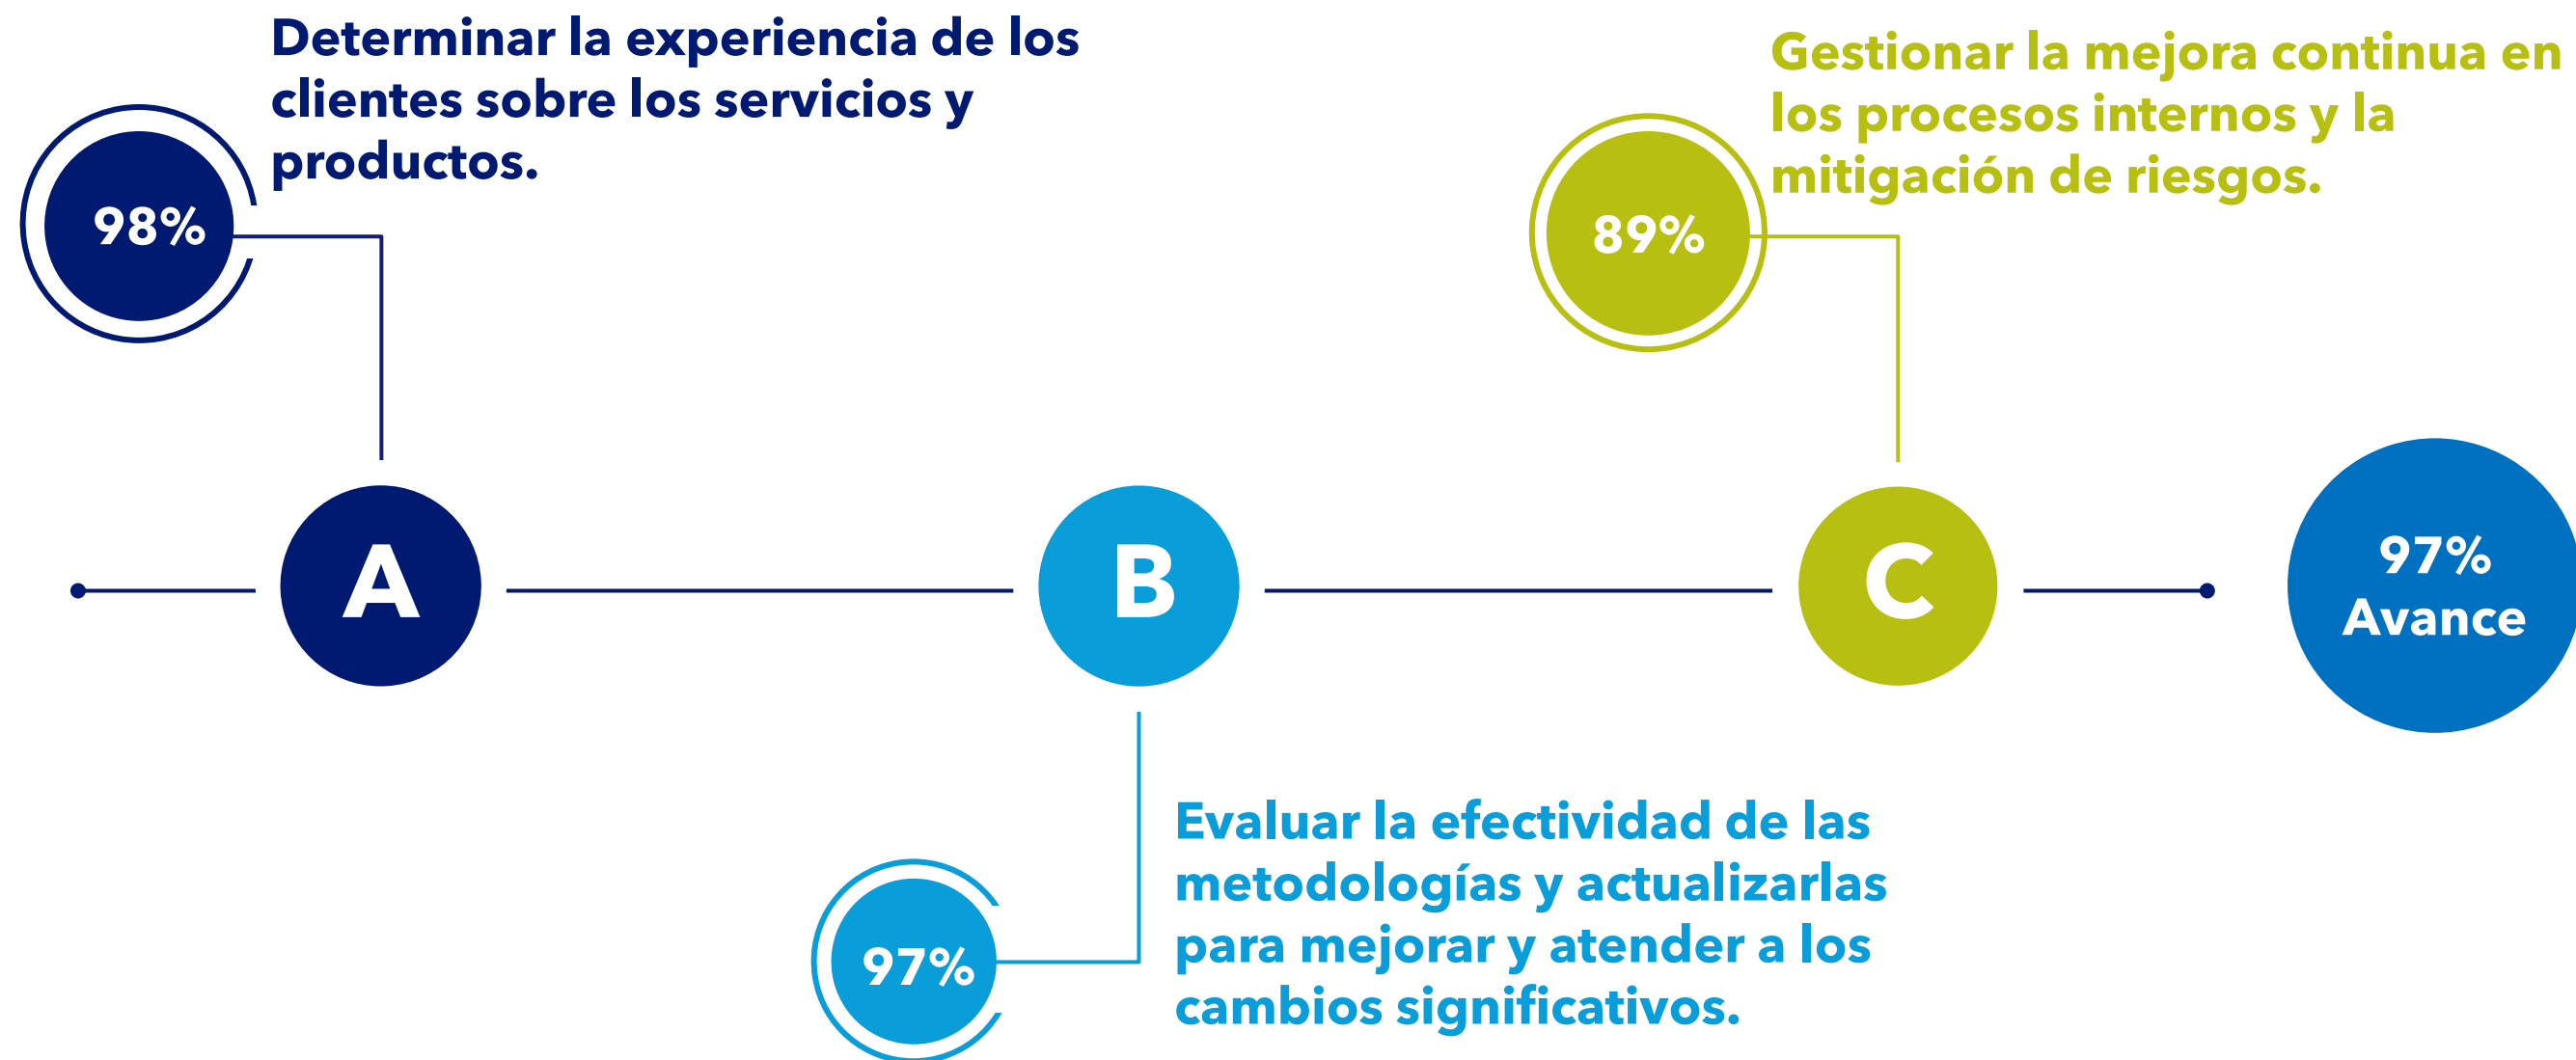 Determinar la experiencia de los
clientes sobre los servicios y
productos.
98%
Gestionar la mejora continua en
los procesos internos y la
mitigación de riesgos.
89%
A
B
C
97%
Avance
Evaluar la efectividad de las
metodologías y actualizarlas
para mejorar y atender a los
cambios significativos.
97%